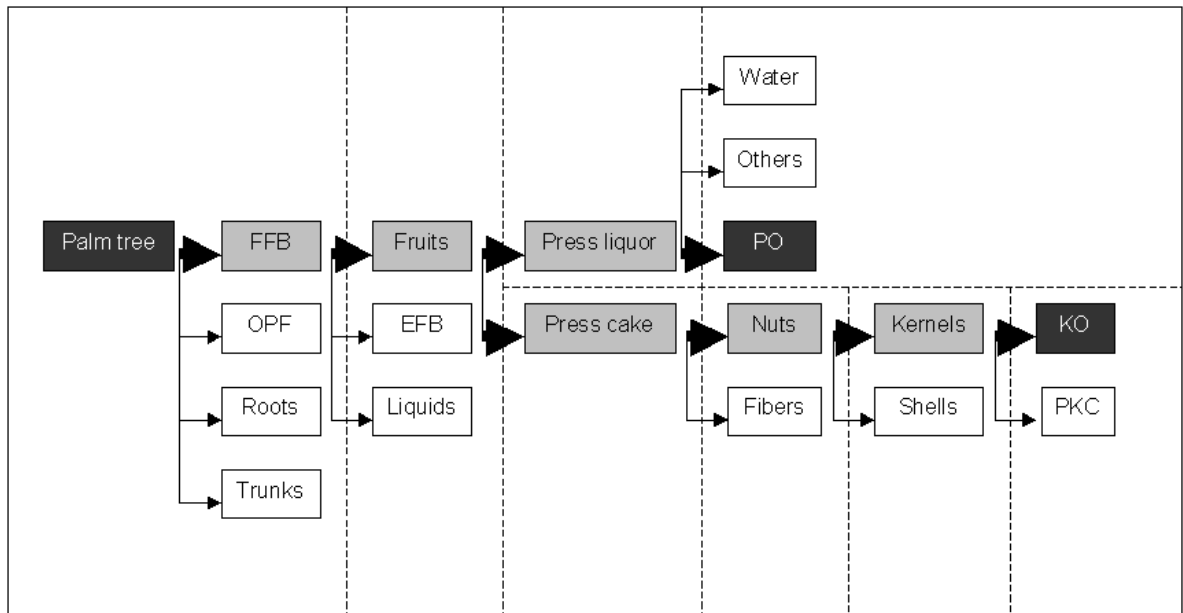 Water
Others
Palm tree
FFB
Fruits
Press liquor
PO
OPF
EFB
Press cake
Nuts
Kernels
KO
Roots
Liquids
Fibers
Shells
PKC
Trunks